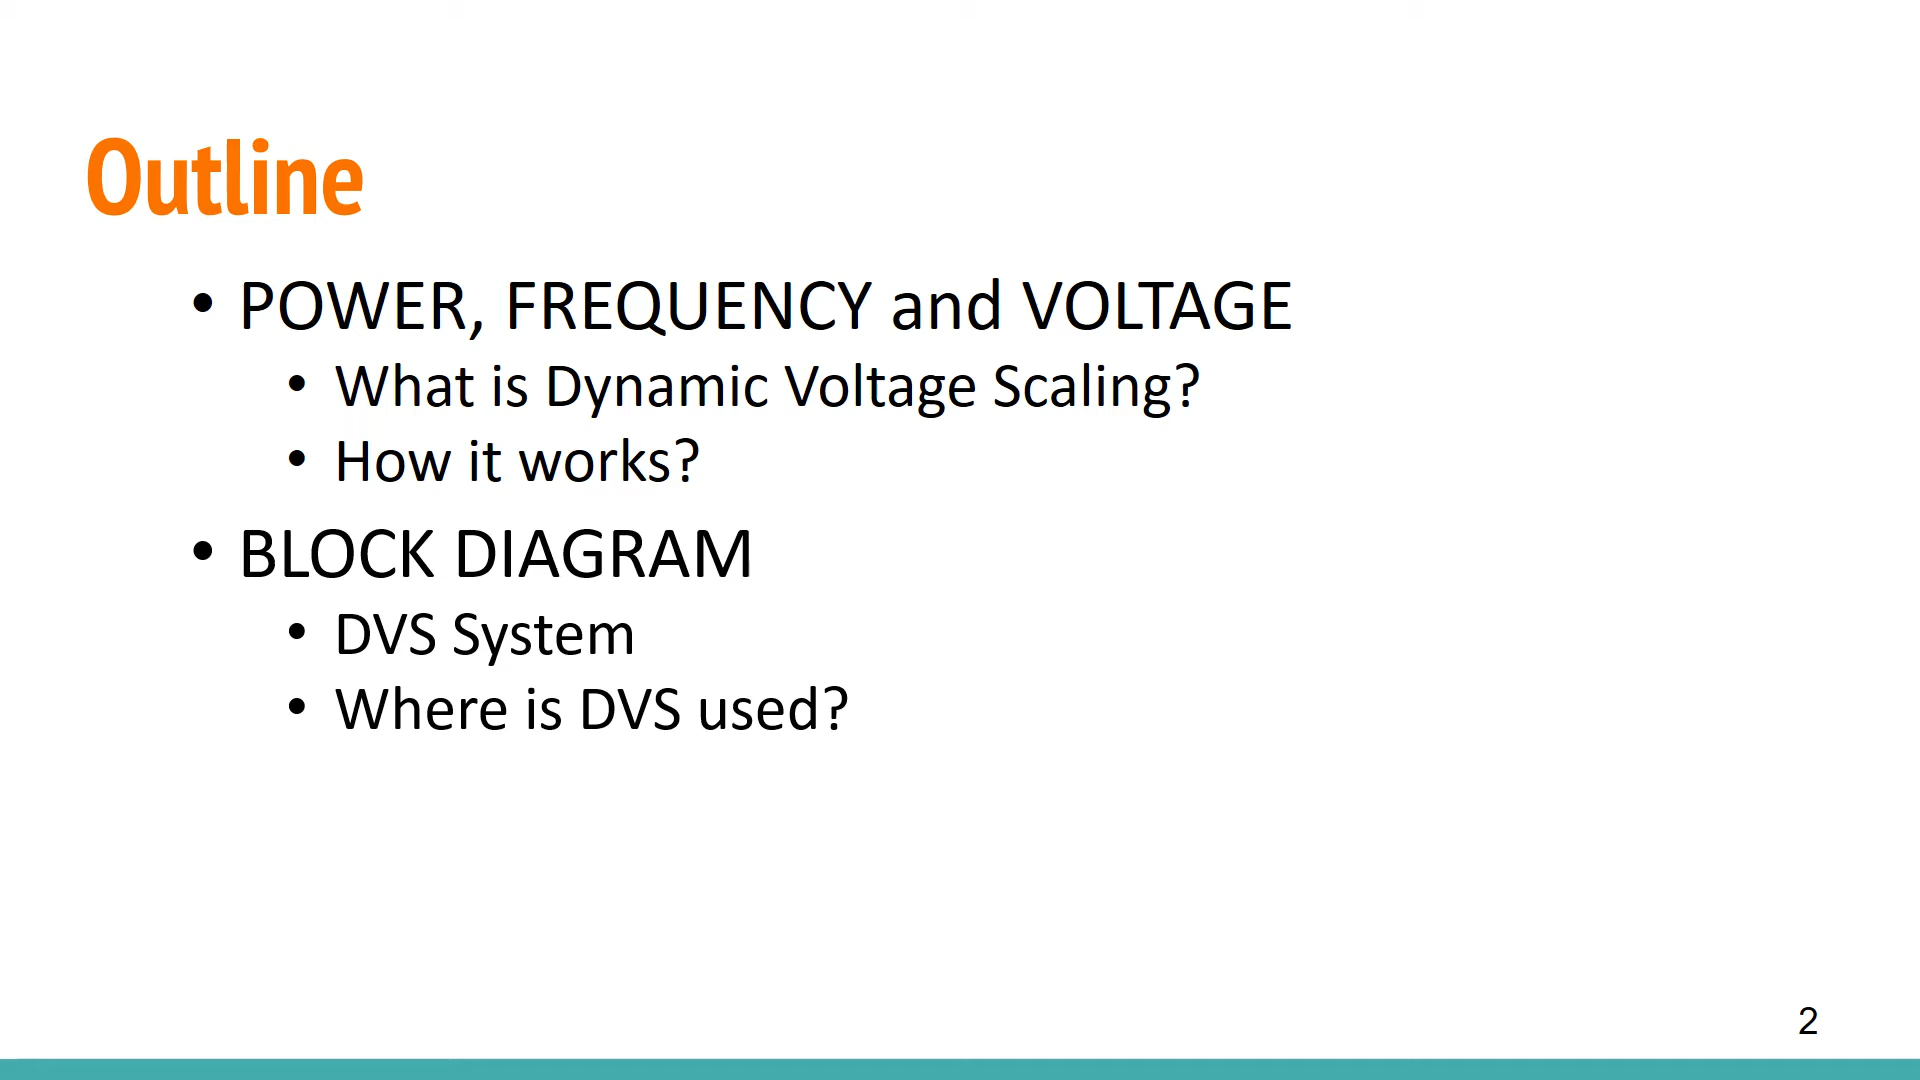 Outline
• POWER, FREQUENCY and VOLTAGE
• What is Dynamic Voltage Scaling?
• How it works?
• BLOCK DIAGRAM
• DVS System
• Where is DVS used?
2